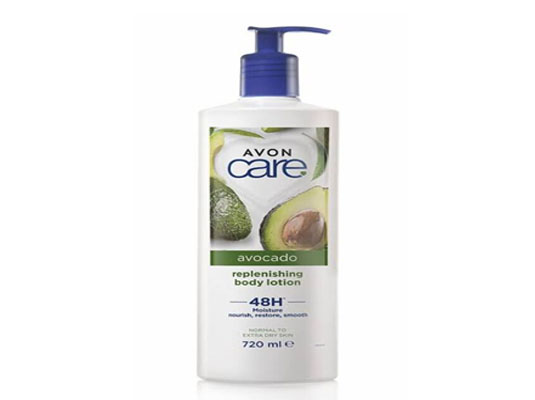 AVON
care
avocado
replenishing
body lotion
48H*
Moisture
nourish, restore, smooth
NORMAL TO
EXTRA DRY SKIN
720 ml ℮